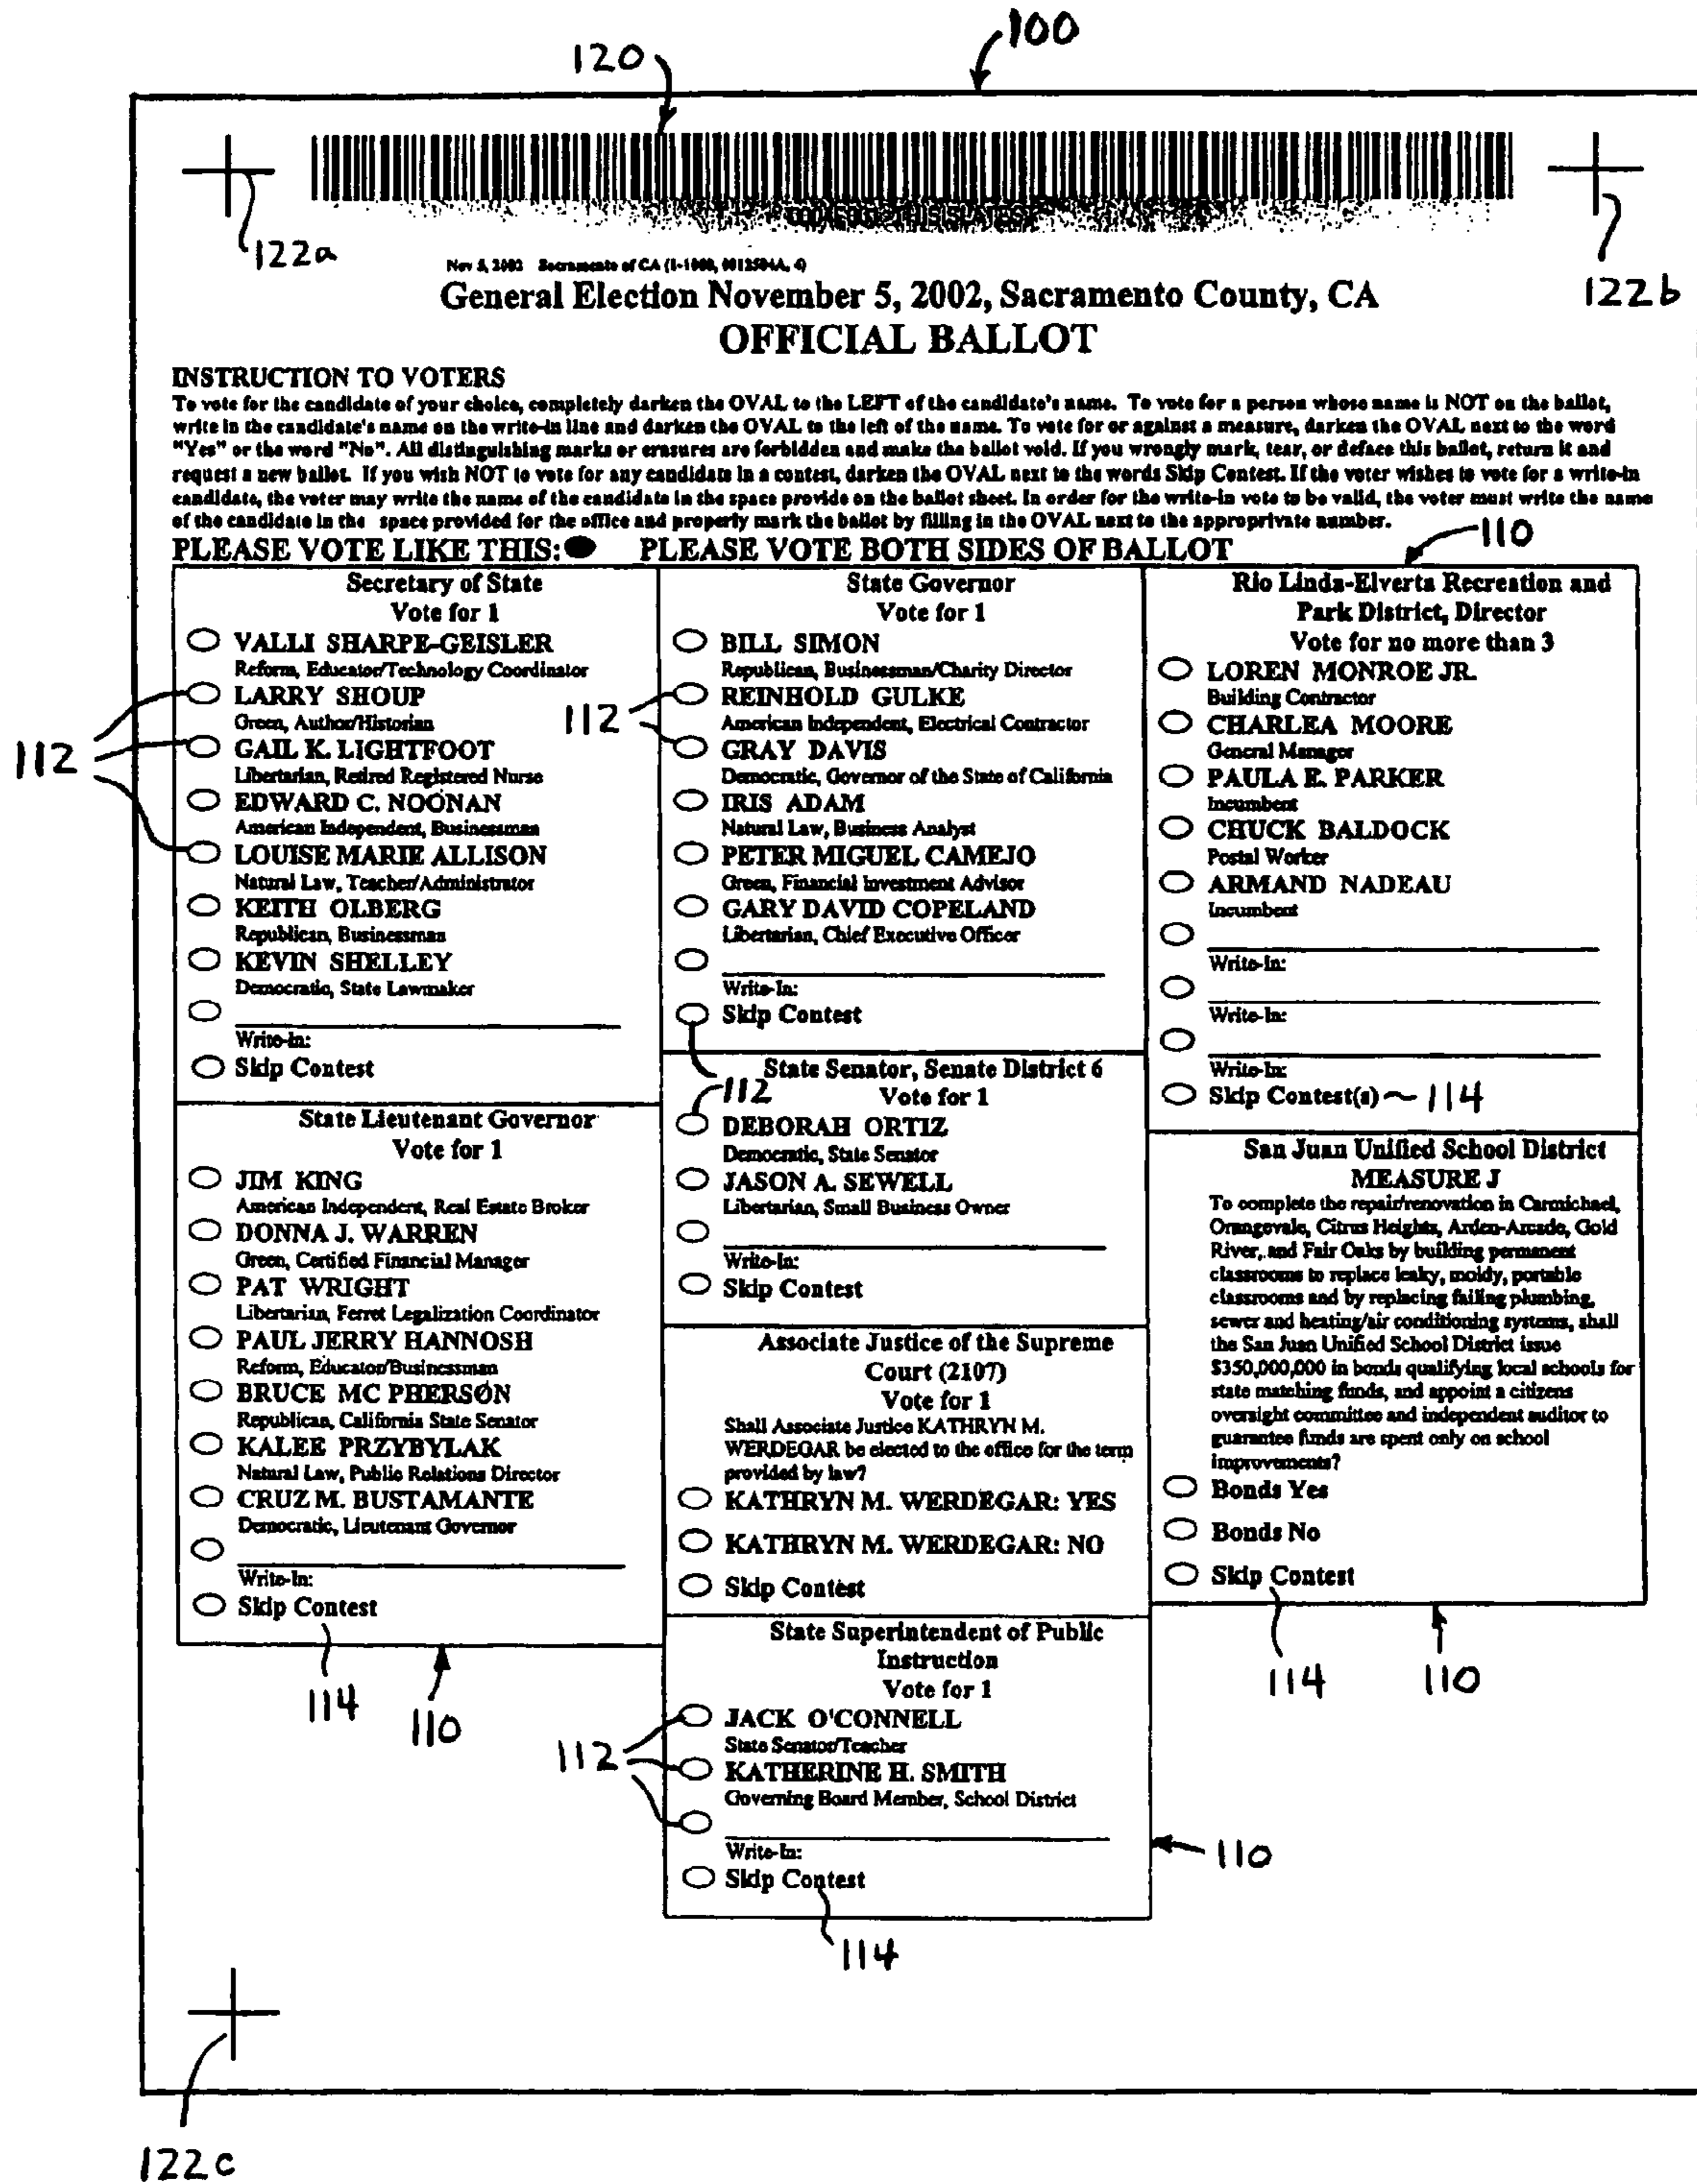 120
100
122a
122b
Nov 5, 2002 Sacramento of CA
General Election November 5, 2002, Sacramento County, CA
OFFICIAL BALLOT
INSTRUCTION TO VOTERS
To vote for the candidate of your choice, completely darken the OVAL to the LEFT of the candidate's name. To vote for a person whose name is NOT on the ballot,
write in the candidate's name on the write-in line and darken the OVAL to the left of the name. To vote for or against a measure, darken the OVAL next to the word
"Yes" or the word "No". All distinguishing marks or erasures are forbidden and make the ballot void. If you wrongly mark, tear, or deface this ballot, return it and
request a new ballot. If you wish NOT to vote for any candidate in a contest, darken the OVAL next to the words Skip Contest. If the voter wishes to vote for a write-in
candidate, the voter may write the name of the candidate in the space provide on the ballot sheet. In order for the write-in vote to be valid, the voter must write the name
of the candidate in the space provided for the office and properly mark the ballot by filling in the OVAL next to the approprivate number.
PLEASE VOTE LIKE THIS: PLEASE VOTE BOTH SIDES OF BALLOT
110
Secretary of State
Vote for 1
VALLI SHARPE-GEISLER
Reform, Educator/Technology Coordinator
LARRY SHOUP
Green, Author/Historian
112
GAIL K. LIGHTFOOT
Libertarian, Retired Registered Nurse
EDWARD C. NOONAN
American Independent, Businessman
LOUISE MARIE ALLISON
Natural Law, Teacher/Administrator
KEITH OLBERG
Republican, Businessman
KEVIN SHELLEY
Democratic, State Lawmaker
Write-In:
Skip Contest
State Lieutenant Governor
Vote for 1
JIM KING
American Independent, Real Estate Broker
DONNA J. WARREN
Green, Certified Financial Manager
PAT WRIGHT
Libertarian, Ferret Legalization Coordinator
PAUL JERRY HANNOSH
Reform, Educator/Businessman
BRUCE MC PHERSON
Republican, California State Senator
KALEE PRZYBYLAK
Natural Law, Public Relations Director
CRUZ M. BUSTAMANTE
Democratic, Lieutenant Governor
Write-In:
Skip Contest
114
110
State Governor
Vote for 1
BILL SIMON
Republican, Businessman/Charity Director
REINHOLD GULKE
112
American Independent, Electrical Contractor
GRAY DAVIS
Democratic, Governor of the State of California
IRIS ADAM
Natural Law, Business Analyst
PETER MIGUEL CAMEJO
Green, Financial Investment Advisor
GARY DAVID COPELAND
Libertarian, Chief Executive Officer
Write-In:
Skip Contest
State Senator, Senate District 6
112
Vote for 1
DEBORAH ORTIZ
Democratic, State Senator
JASON A. SEWELL
Libertarian, Small Business Owner
Write-In:
Skip Contest
Associate Justice of the Supreme
Court (2107)
Vote for 1
Shall Associate Justice KATHRYN M.
WERDEGAR be elected to the office for the term
provided by law?
KATHRYN M. WERDEGAR: YES
KATHRYN M. WERDEGAR: NO
Skip Contest
State Superintendent of Public
Instruction
Vote for 1
JACK O'CONNELL
State Senator/Teacher
112
KATHERINE H. SMITH
Governing Board Member, School District
Write-In:
110
Skip Contest
114
Rio Linda-Elverta Recreation and
Park District, Director
Vote for no more than 3
LOREN MONROE JR.
Building Contractor
CHARLEA MOORE
General Manager
PAULA E. PARKER
Incumbent
CHUCK BALDOCK
Postal Worker
ARMAND NADEAU
Incumbent
Write-In:
Write-In:
Write-In:
Skip Contest(s) 114
San Juan Unified School District
MEASURE J
To complete the repair/renovation in Carmichael,
Orangevale, Citrus Heights, Arden-Arcade, Gold
River, and Fair Oaks by building permanent
classrooms to replace leaky, moldy, portable
classrooms and by replacing failing plumbing,
sewer and heating/air conditioning systems, shall
the San Juan Unified School District issue
$350,000,000 in bonds qualifying local schools for
state matching funds, and appoint a citizens
oversight committee and independent auditor to
guarantee funds are spent only on school
improvements?
Bonds Yes
Bonds No
Skip Contest
114
110
122c